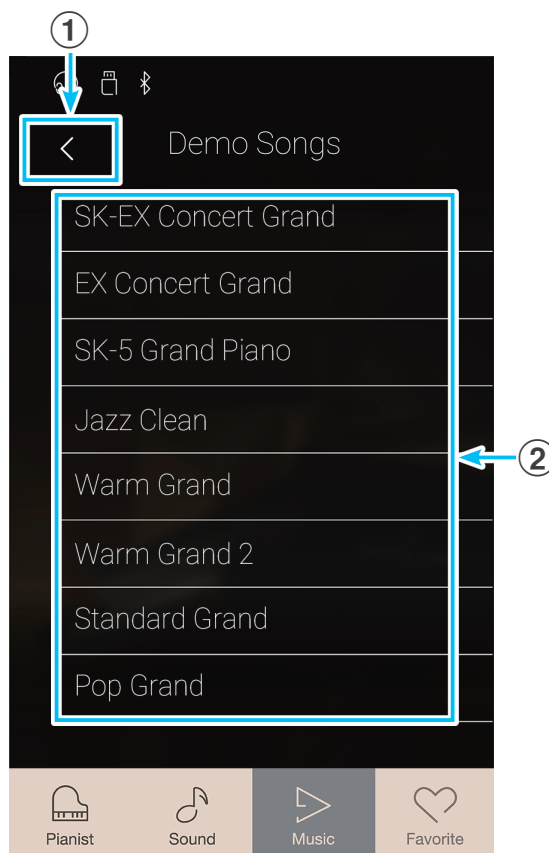 ①
Demo Songs
SK-EX Concert Grand
EX Concert Grand
SK-5 Grand Piano
Jazz Clean
Warm Grand
②
Warm Grand 2
Standard Grand
Pop Grand
Pianist Sound Music Favorite